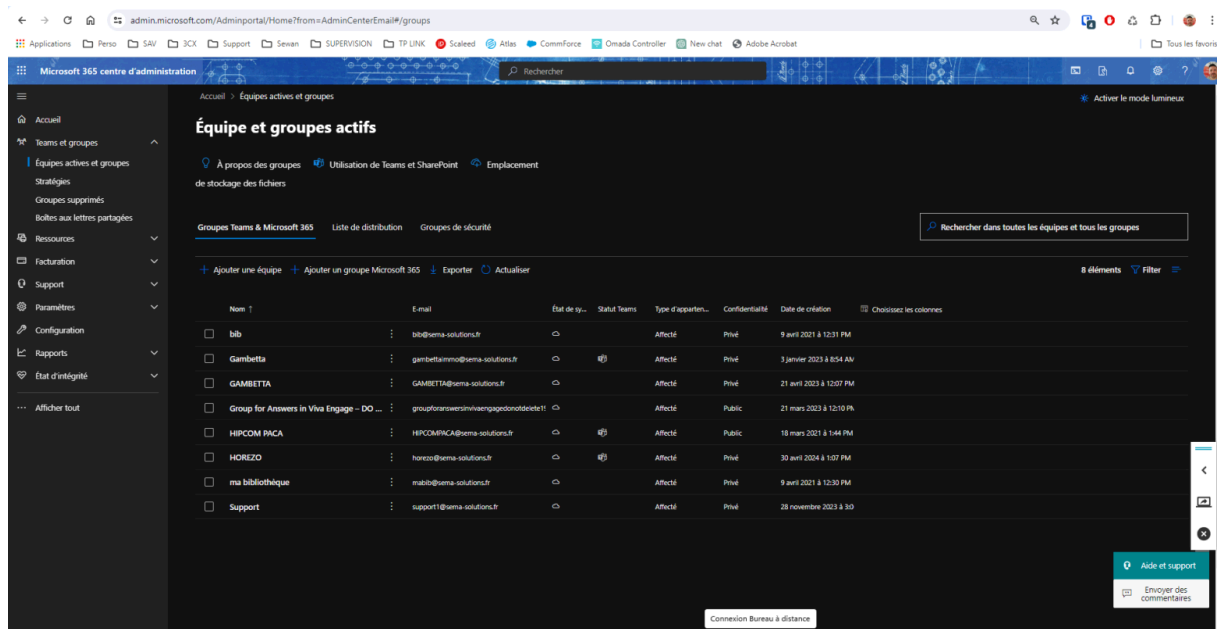 admin.microsoft.com/Adminportal/Home?from=AdminCenterEmail#/groups
Applications Perso SAV 3CX Support Sewan SUPERVISION TP LINK Scaleed Atlas CommForce Omada Controller New chat Adobe Acrobat Tous les favoris
Microsoft 365 centre d'administration Rechercher
Accueil > Équipes actives et groupes Activer le mode lumineux
Accueil
Teams et groupes
Équipes actives et groupes
Stratégies
Groupes supprimés
Boîtes aux lettres partagées
Ressources
Facturation
Support
Paramètres
Configuration
Rapports
État d'intégrité
Afficher tout
Équipe et groupes actifs
À propos des groupes Utilisation de Teams et SharePoint Emplacement
de stockage des fichiers
Groupes Teams & Microsoft 365 Liste de distribution Groupes de sécurité Rechercher dans toutes les équipes et tous les groupes
Ajouter une équipe Ajouter un groupe Microsoft 365 Exporter Actualiser 8 éléments Filter
Nom ↑ E-mail État de sy... Statut Teams Type d'apparten... Confidentialité Date de création Choisissez les colonnes
bib bib@sema-solutions.fr Affecté Privé 9 avril 2021 à 12:31 PM
Gambetta gambettaimmo@sema-solutions.fr Affecté Privé 3 janvier 2023 à 8:54 AM
GAMBETTA GAMBETTA@sema-solutions.fr Affecté Privé 21 avril 2023 à 12:07 PM
Group for Answers in Viva Engage – DO ... groupforanswersinvivaengagedonotdelete1 Affecté Public 21 mars 2023 à 12:10 PM
HIPCOM PACA HIPCOMPACA@sema-solutions.fr Affecté Public 18 mars 2021 à 1:44 PM
HOREZO horezo@sema-solutions.fr Affecté Privé 30 avril 2024 à 1:07 PM
ma bibliothèque mabib@sema-solutions.fr Affecté Privé 9 avril 2021 à 12:30 PM
Support support1@sema-solutions.fr Affecté Privé 28 novembre 2023 à 3:0
Aide et support
Envoyer des
commentaires
Connexion Bureau à distance